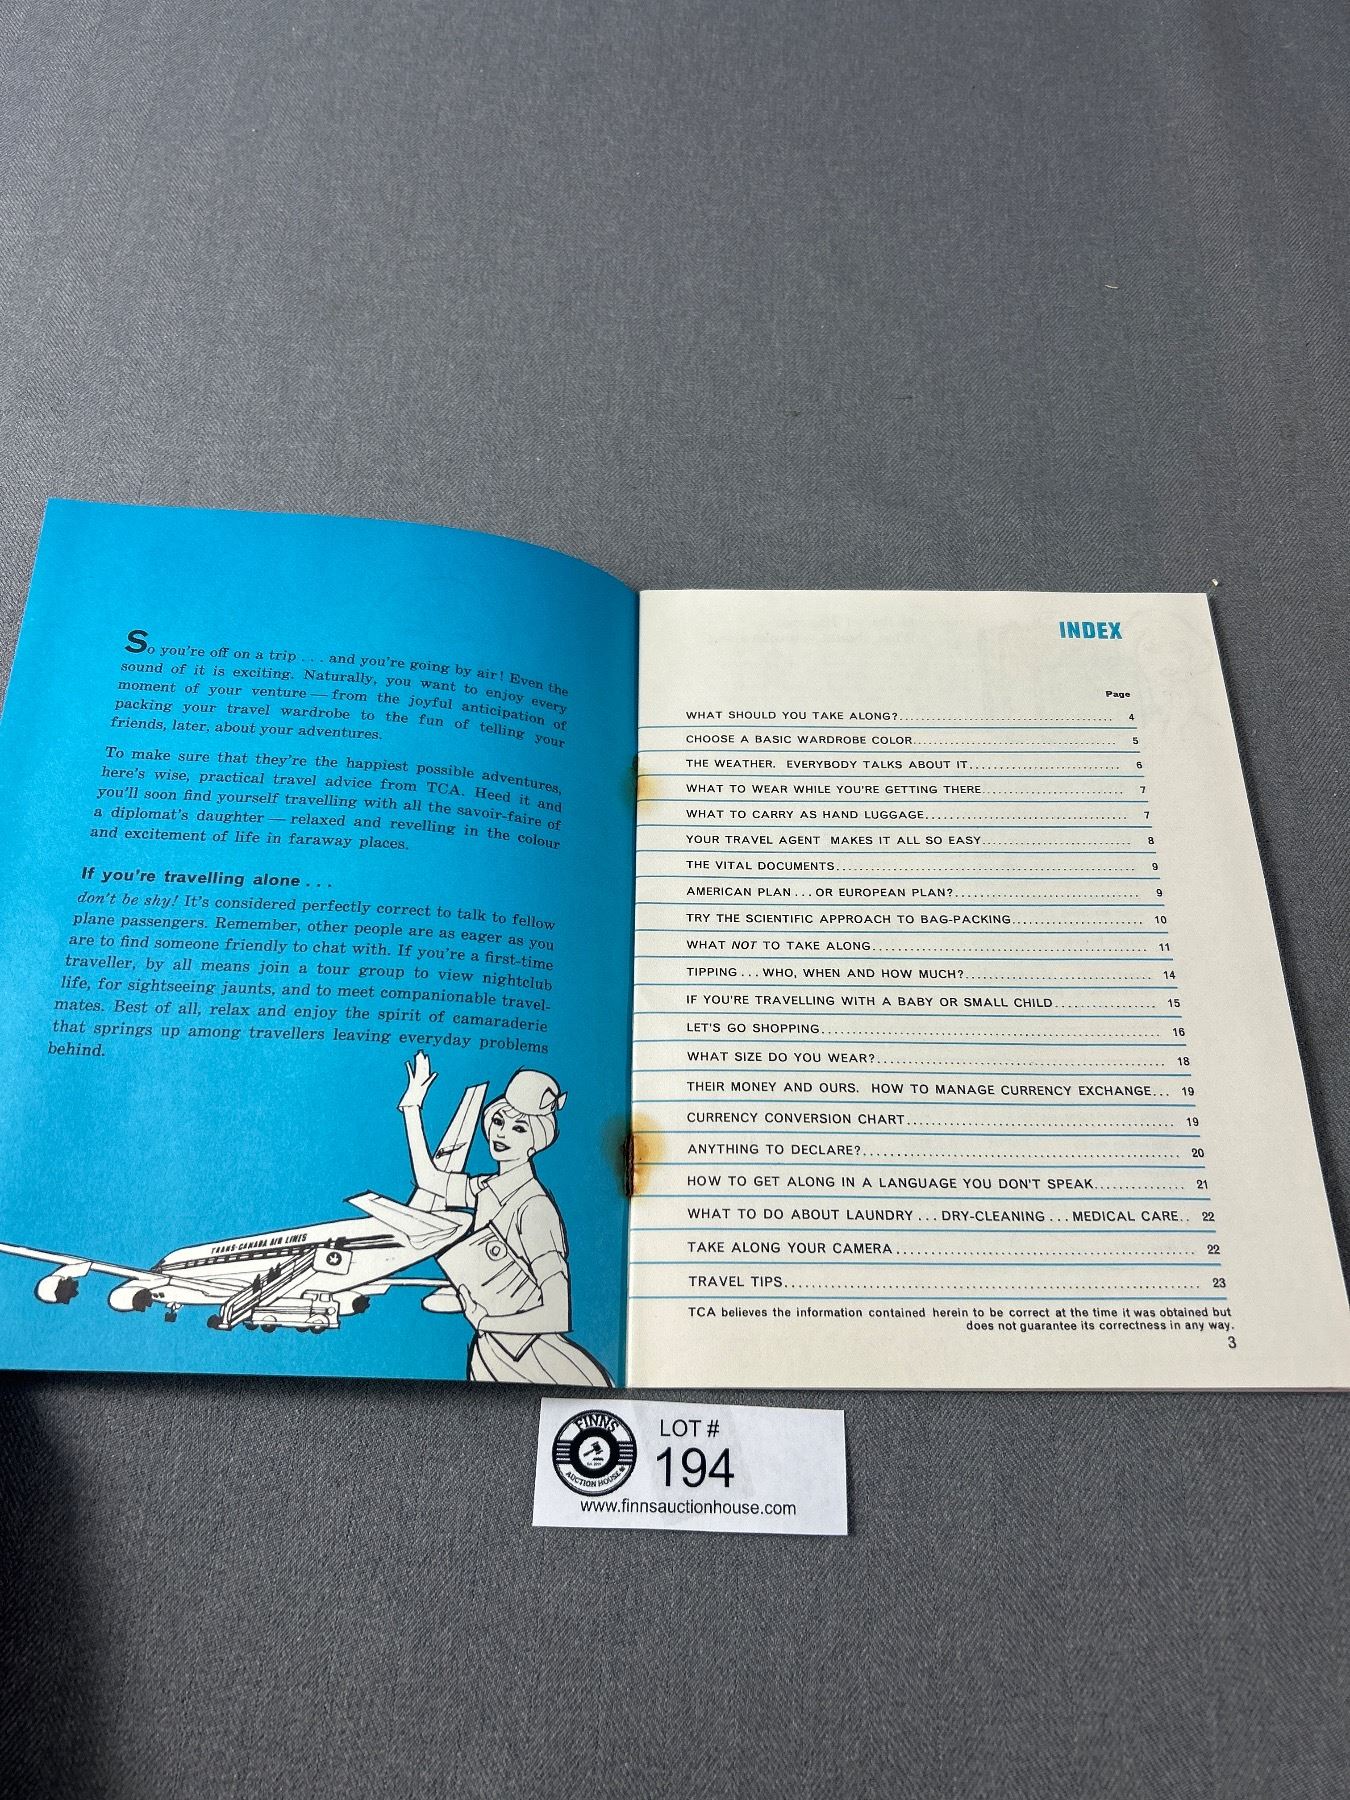 So you're off on a trip . . . and you're going by air! Even the
sound of it is exciting. Naturally, you want to enjoy every
moment of your venture — from the joyful anticipation of
packing your travel wardrobe to the fun of telling your
friends, later, about your adventures.
To make sure that they're the happiest possible adventures,
here's wise, practical travel advice from TCA. Heed it and
you'll soon find yourself travelling with all the savoir-faire of
a diplomat's daughter — relaxed and revelling in the colour
and excitement of life in faraway places.
If you're travelling alone . . .
don't be shy! It's considered perfectly correct to talk to fellow
plane passengers. Remember, other people are as eager as you
are to find someone friendly to chat with. If you're a first-time
traveller, by all means join a tour group to view nightclub
life, for sightseeing jaunts, and to meet companionable travel-
mates. Best of all, relax and enjoy the spirit of camaraderie
that springs up among travellers leaving everyday problems
behind.
TRANS-CANADA AIR LINES
INDEX
Page
WHAT SHOULD YOU TAKE ALONG? 4
CHOOSE A BASIC WARDROBE COLOR 5
THE WEATHER. EVERYBODY TALKS ABOUT IT 6
WHAT TO WEAR WHILE YOU'RE GETTING THERE 7
WHAT TO CARRY AS HAND LUGGAGE 7
YOUR TRAVEL AGENT MAKES IT ALL SO EASY 8
THE VITAL DOCUMENTS 9
AMERICAN PLAN . . . OR EUROPEAN PLAN? 9
TRY THE SCIENTIFIC APPROACH TO BAG-PACKING 10
WHAT NOT TO TAKE ALONG 11
TIPPING . . . WHO, WHEN AND HOW MUCH? 14
IF YOU'RE TRAVELLING WITH A BABY OR SMALL CHILD 15
LET'S GO SHOPPING 16
WHAT SIZE DO YOU WEAR? 18
THEIR MONEY AND OURS. HOW TO MANAGE CURRENCY EXCHANGE 19
CURRENCY CONVERSION CHART 19
ANYTHING TO DECLARE? 20
HOW TO GET ALONG IN A LANGUAGE YOU DON'T SPEAK 21
WHAT TO DO ABOUT LAUNDRY . . . DRY-CLEANING . . . MEDICAL CARE 22
TAKE ALONG YOUR CAMERA 22
TRAVEL TIPS 23
TCA believes the information contained herein to be correct at the time it was obtained but
does not guarantee its correctness in any way.
3
FINNS
AUCTION HOUSE
LOT #
194
www.finnsauctionhouse.com